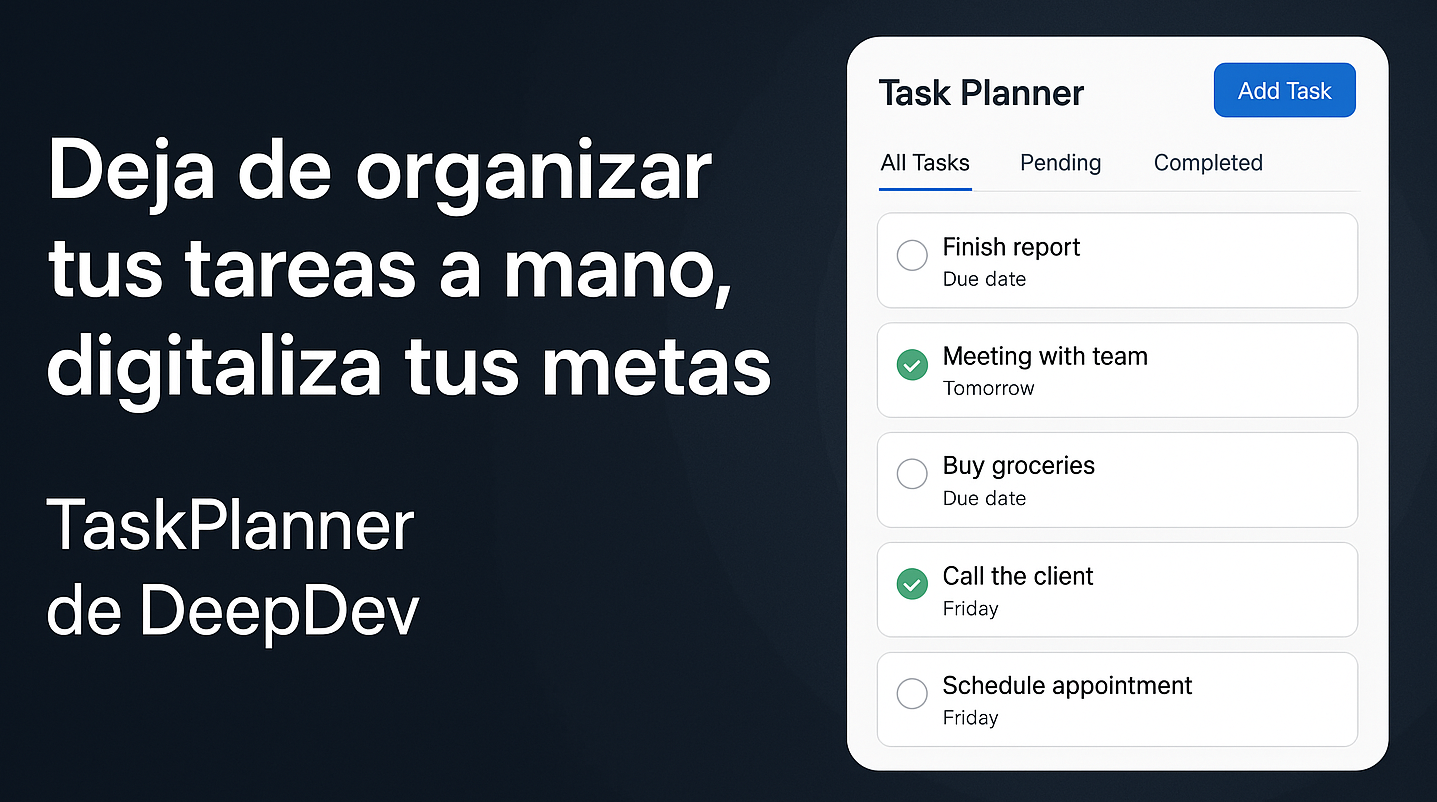 Deja de organizar
tus tareas a mano,
digitaliza tus metas
TaskPlanner
de DeepDev
Task Planner
Add Task
All Tasks
Pending
Completed
Finish report
Due date
Meeting with team
Tomorrow
Buy groceries
Due date
Call the client
Friday
Schedule appointment
Friday